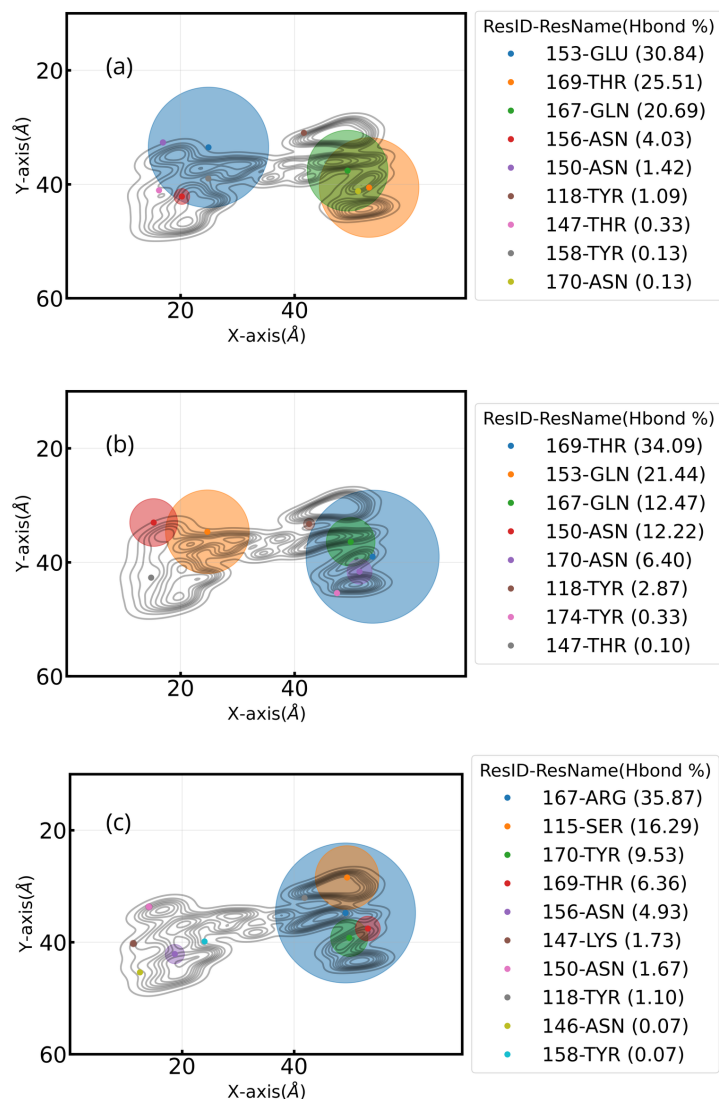 (a)
20
40
60
Y-axis(Å)
20
40
X-axis(Å)
ResID-ResName(Hbond %)
153-GLU (30.84)
169-THR (25.51)
167-GLN (20.69)
156-ASN (4.03)
150-ASN (1.42)
118-TYR (1.09)
147-THR (0.33)
158-TYR (0.13)
170-ASN (0.13)
(b)
20
40
60
Y-axis(Å)
20
40
X-axis(Å)
ResID-ResName(Hbond %)
169-THR (34.09)
153-GLN (21.44)
167-GLN (12.47)
150-ASN (12.22)
170-ASN (6.40)
118-TYR (2.87)
174-TYR (0.33)
147-THR (0.10)
(c)
20
40
60
Y-axis(Å)
20
40
X-axis(Å)
ResID-ResName(Hbond %)
167-ARG (35.87)
115-SER (16.29)
170-TYR (9.53)
169-THR (6.36)
156-ASN (4.93)
147-LYS (1.73)
150-ASN (1.67)
118-TYR (1.10)
146-ASN (0.07)
158-TYR (0.07)